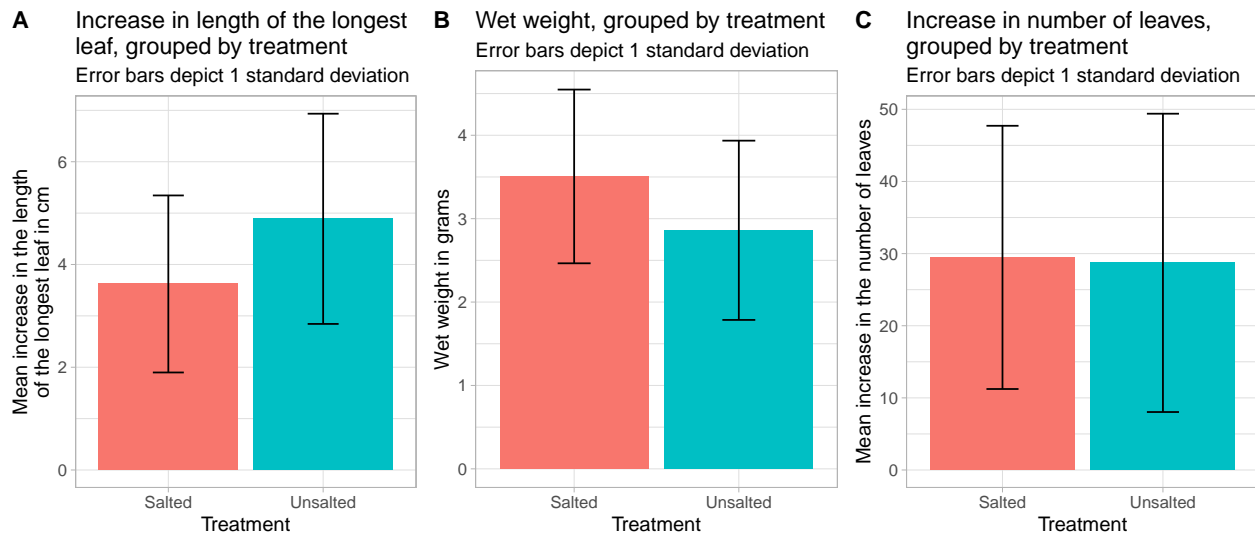 A
Increase in length of the longest
leaf, grouped by treatment
Error bars depict 1 standard deviation
Mean increase in the length
of the longest leaf in cm
6
4
2
0
Salted Unsalted
Treatment
B
Wet weight, grouped by treatment
Error bars depict 1 standard deviation
Wet weight in grams
4
3
2
1
0
Salted Unsalted
Treatment
C
Increase in number of leaves,
grouped by treatment
Error bars depict 1 standard deviation
Mean increase in the number of leaves
50
40
30
20
10
0
Salted Unsalted
Treatment